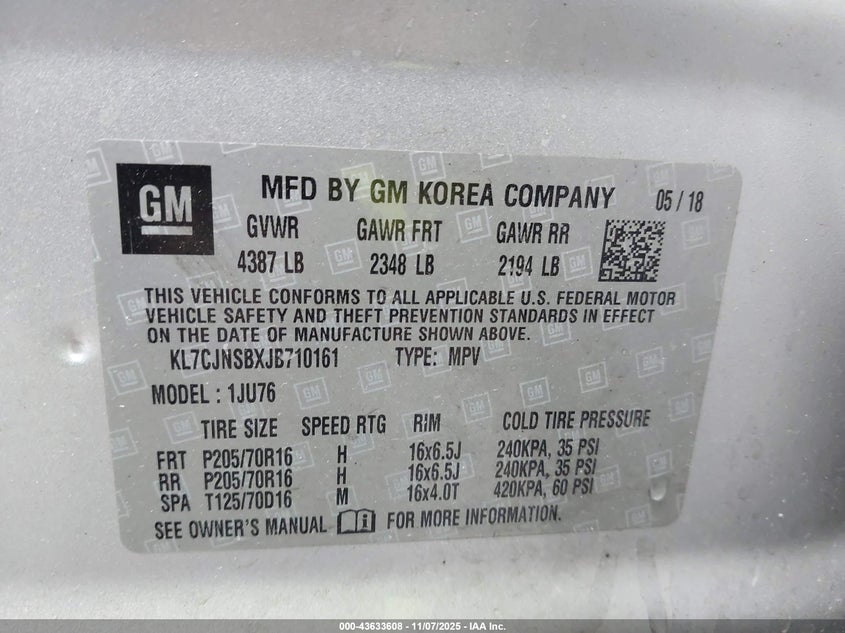 GM
MFD BY GM KOREA COMPANY 05 / 18
GVWR GAWR FRT GAWR RR
4387 LB 2348 LB 2194 LB
THIS VEHICLE CONFORMS TO ALL APPLICABLE U.S. FEDERAL MOTOR
VEHICLE SAFETY AND THEFT PREVENTION STANDARDS IN EFFECT
ON THE DATE OF MANUFACTURE SHOWN ABOVE.
KL7CJNSBXJB710161 TYPE: MPV
MODEL : 1JU76
TIRE SIZE SPEED RTG RIM COLD TIRE PRESSURE
FRT P205/70R16 H 16x6.5J 240KPA, 35 PSI
RR P205/70R16 H 16x6.5J 240KPA, 35 PSI
SPA T125/70D16 M 16x4.0T 420KPA, 60 PSI
SEE OWNER'S MANUAL i FOR MORE INFORMATION.
000-43633608 - 11/07/2025 - IAA Inc.